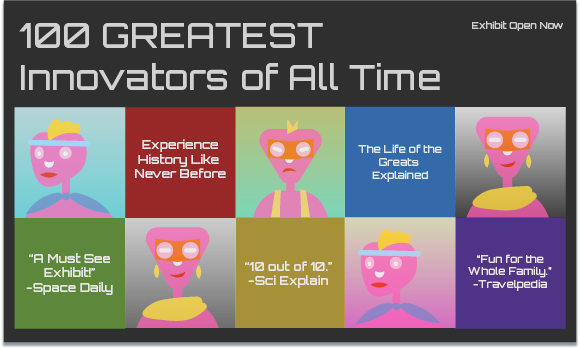 100 GREATEST
Innovators of All Time
Exhibit Open Now
Experience
History Like
Never Before
The Life of the
Greats
Explained
"A Must See
Exhibit!"
-Space Daily
"10 out of 10."
-Sci Explain
"Fun for the
Whole Family."
-Travelpedia